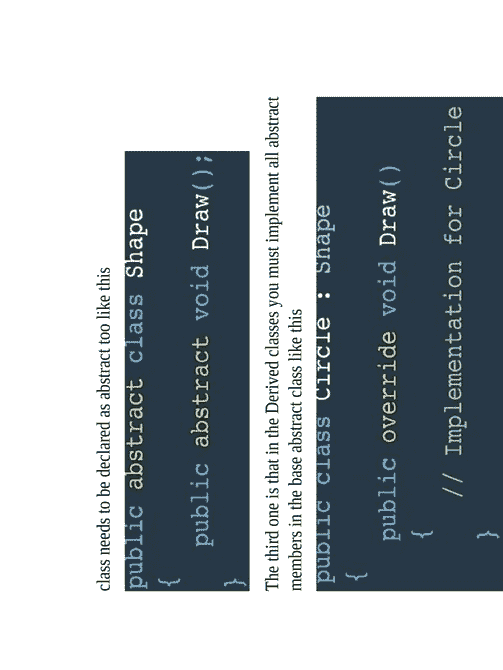 class needs to be declared as abstract too like this
public abstract class Shape
{
public abstract void Draw();
}
The third one is that in the Derived classes you must implement all abstract
members in the base abstract class like this
public class Circle : Shape
{
public override void Draw()
{
// Implementation for Circle
}